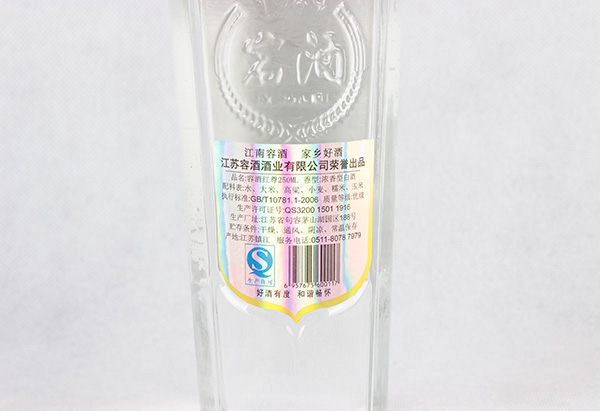 容酒
江南容酒 家乡好酒
江苏容酒酒业有限公司荣誉出品
品名:容酒红尊250ML 香型:浓香型白酒
配料表:水、大米、高粱、小麦、糯米、玉米
执行标准:GB/T10781.1-2006 质量等级:优级
生产许可证号:QS3200 1501 1916
生产厂址:江苏省句容茅山湖园区188号
贮存条件:干燥、通风、阴凉、常温保存
产地:江苏镇江 服务电话:0511-8078 7979
生产许可
6 957675 600117
好酒有度 和谐畅怀